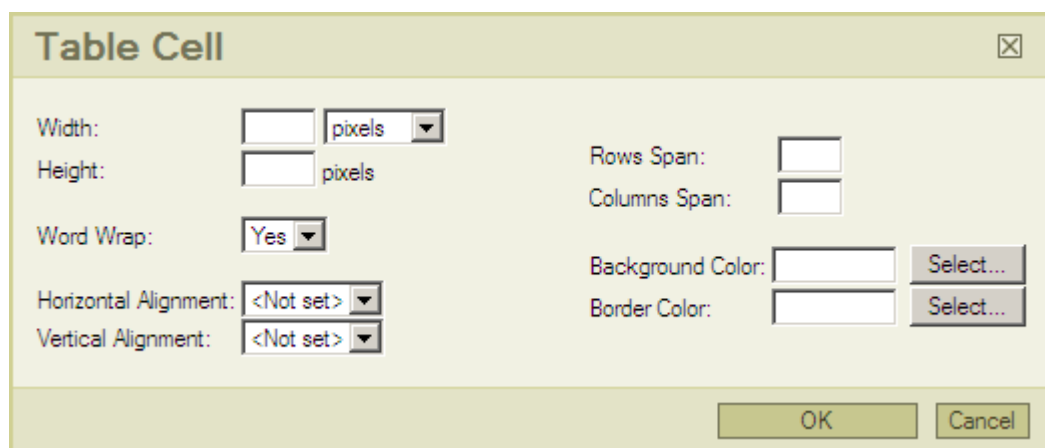 Table Cell
Width: pixels
Height: pixels
Word Wrap: Yes
Horizontal Alignment: <Not set>
Vertical Alignment: <Not set>
Rows Span:
Columns Span:
Background Color: Select...
Border Color: Select...
OK Cancel